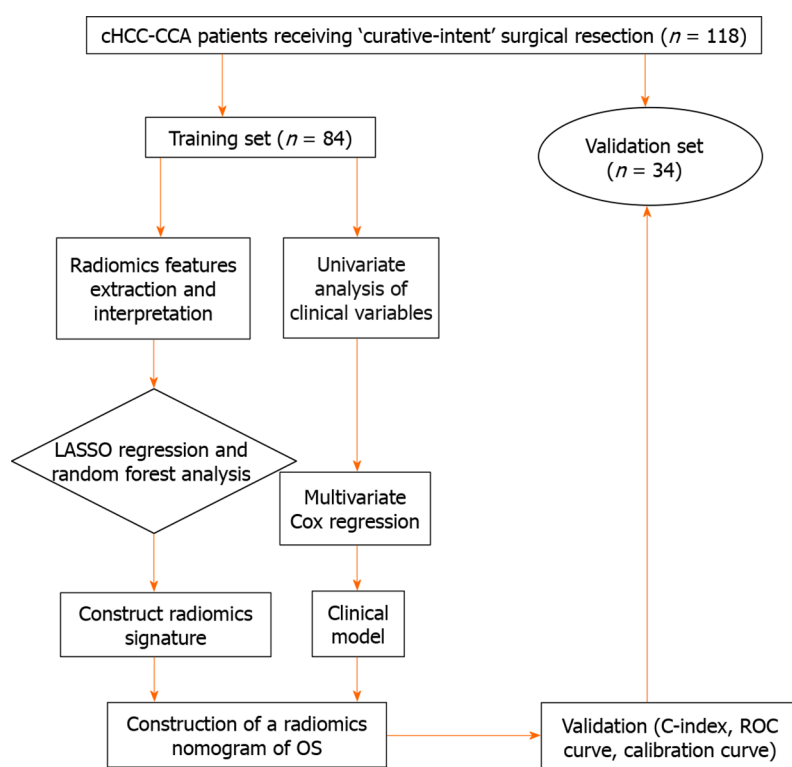 cHCC-CCA patients receiving ‘curative-intent’ surgical resection (n = 118)
Training set (n = 84)
Validation set
(n = 34)
Radiomics features
extraction and
interpretation
Univariate
analysis of
clinical variables
LASSO regression and
random forest analysis
Multivariate
Cox regression
Construct radiomics
signature
Clinical
model
Construction of a radiomics
nomogram of OS
Validation (C-index, ROC
curve, calibration curve)